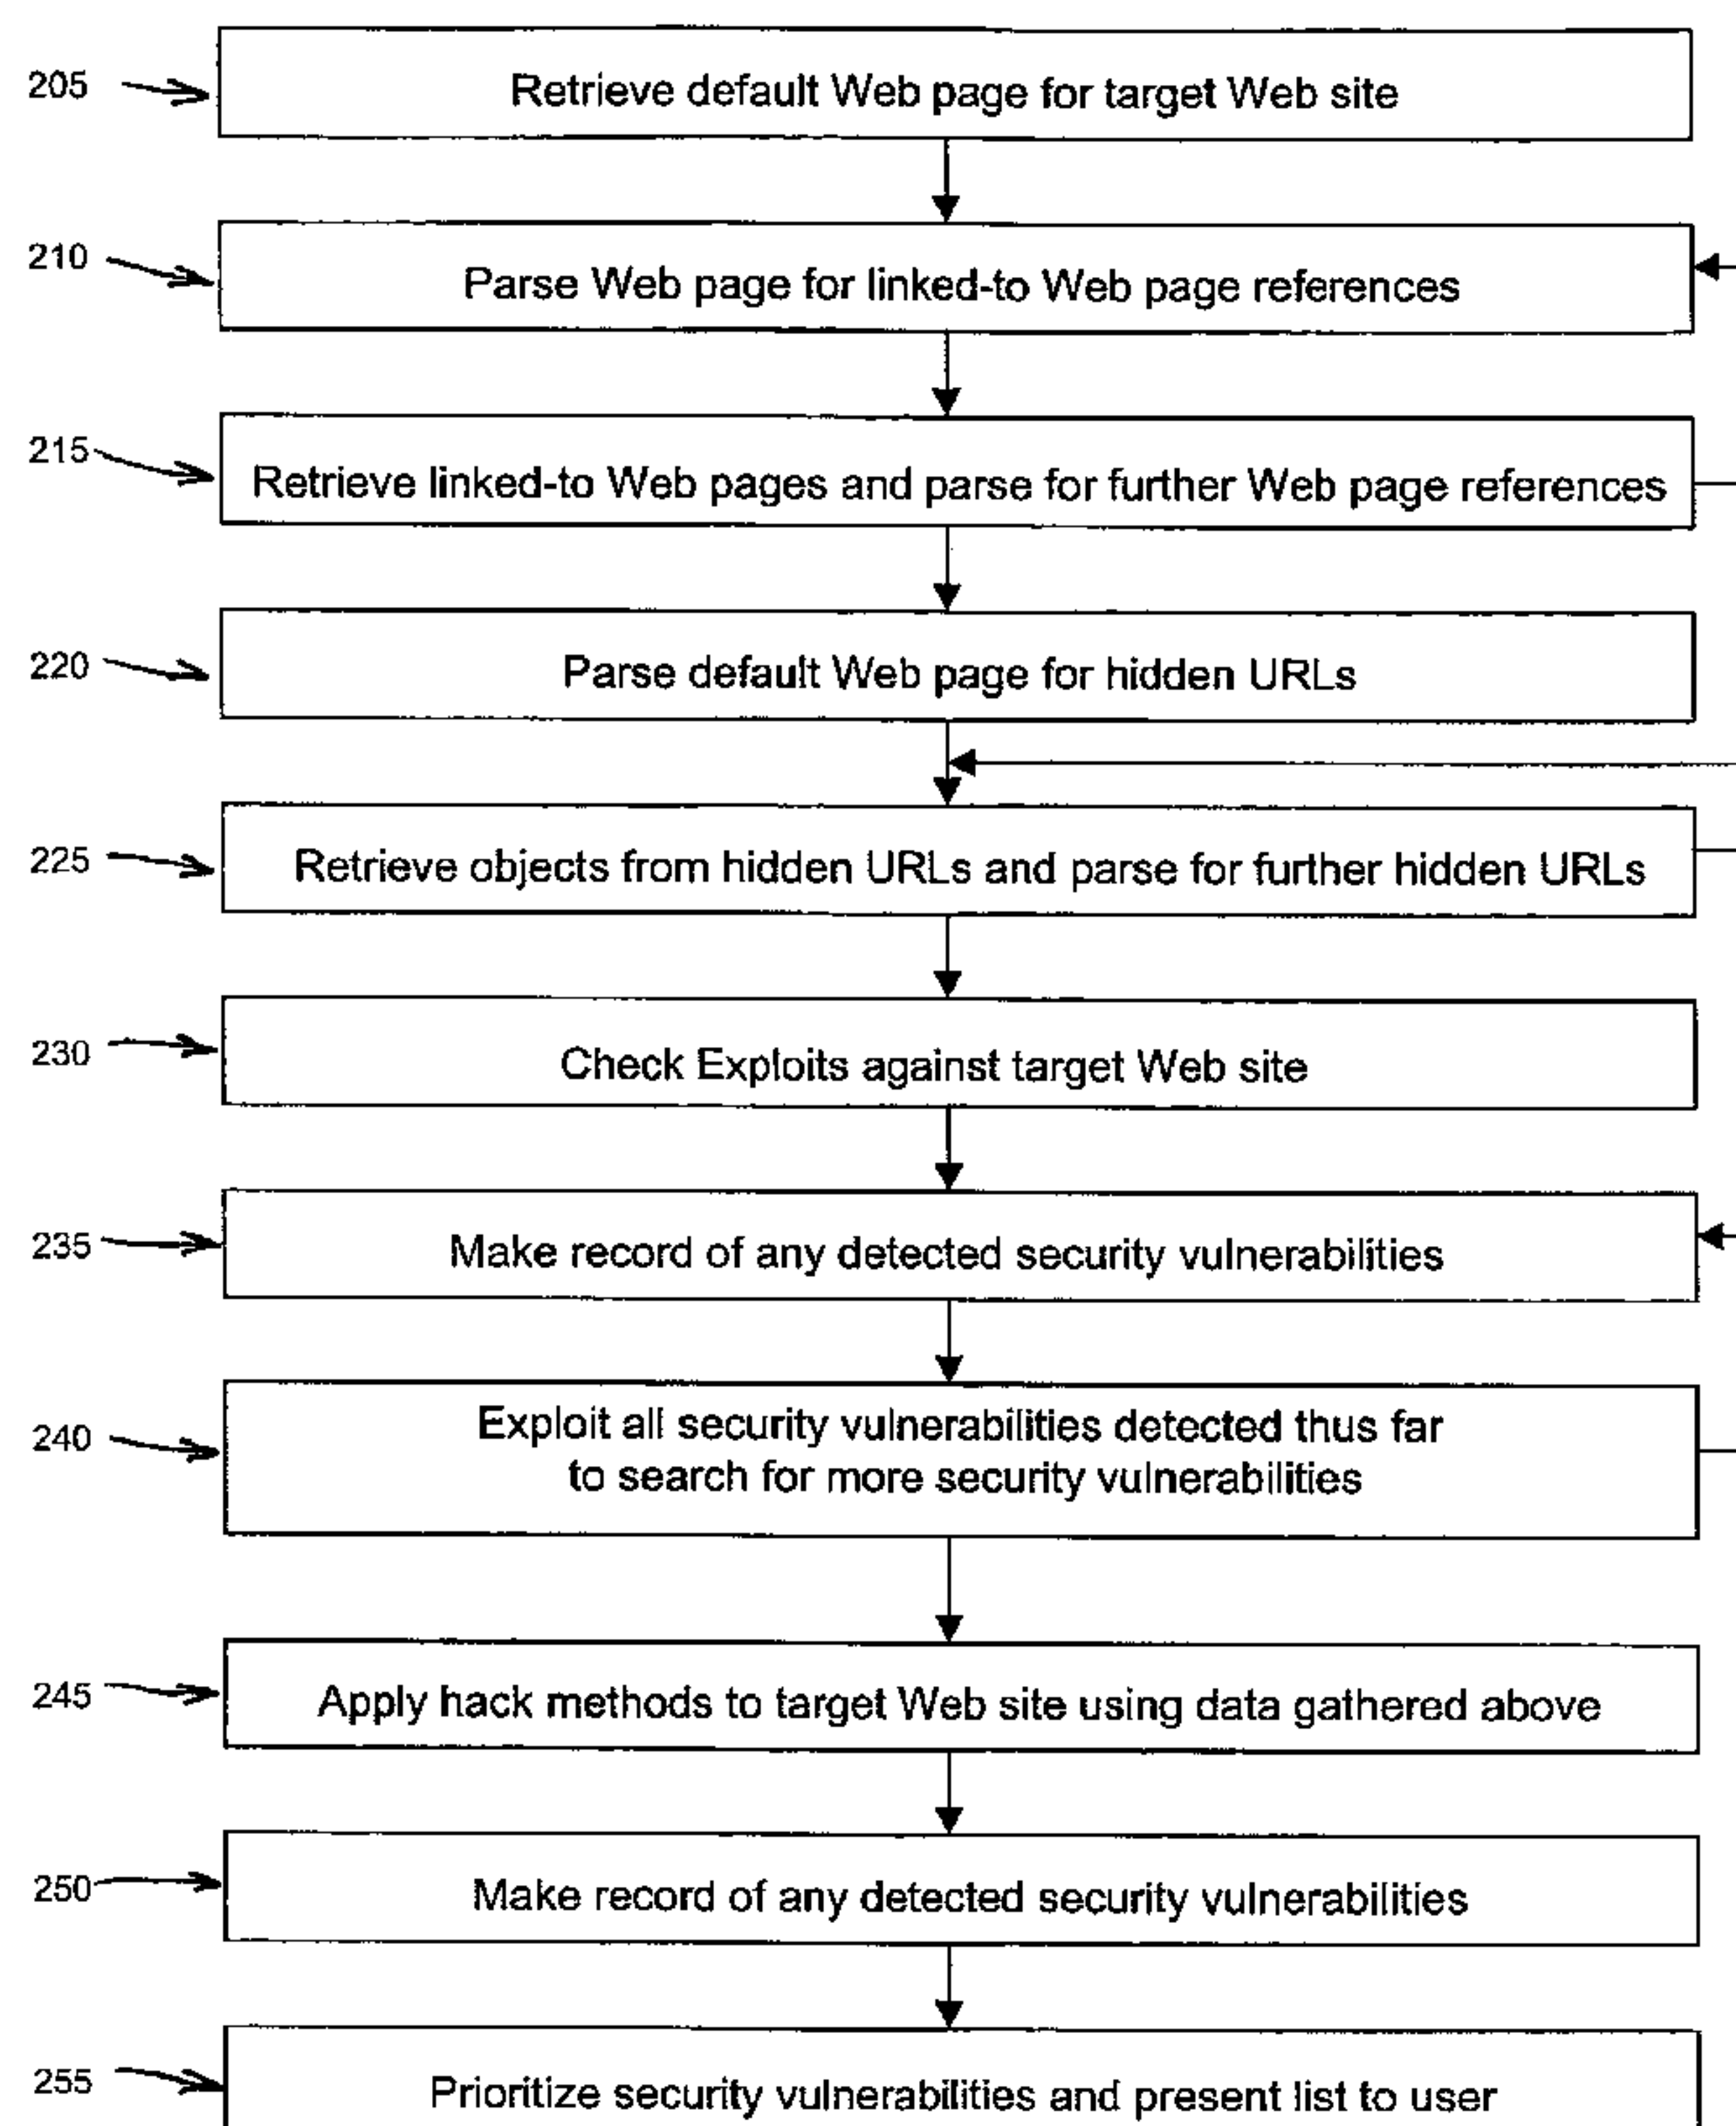 205 Retrieve default Web page for target Web site
210 Parse Web page for linked-to Web page references
215 Retrieve linked-to Web pages and parse for further Web page references
220 Parse default Web page for hidden URLs
225 Retrieve objects from hidden URLs and parse for further hidden URLs
230 Check Exploits against target Web site
235 Make record of any detected security vulnerabilities
240 Exploit all security vulnerabilities detected thus far
to search for more security vulnerabilities
245 Apply hack methods to target Web site using data gathered above
250 Make record of any detected security vulnerabilities
255 Prioritize security vulnerabilities and present list to user